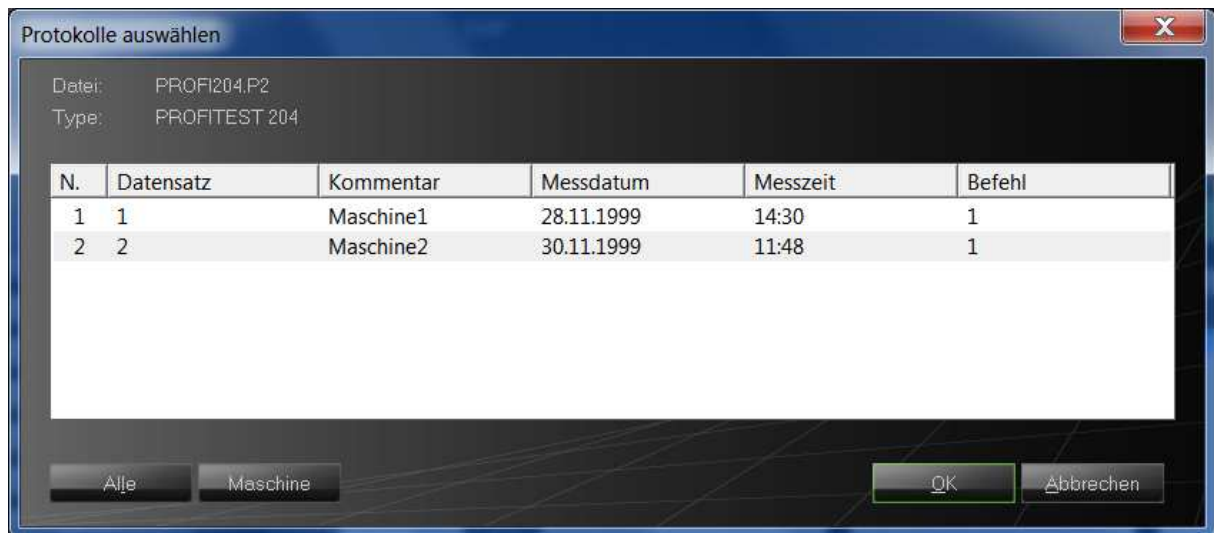 Protokolle auswählen
Datei: PROFI204.P2
Type: PROFITEST 204
N. Datensatz Kommentar Messdatum Messzeit Befehl
1 1 Maschine1 28.11.1999 14:30 1
2 2 Maschine2 30.11.1999 11:48 1
Alle Maschine OK Abbrechen